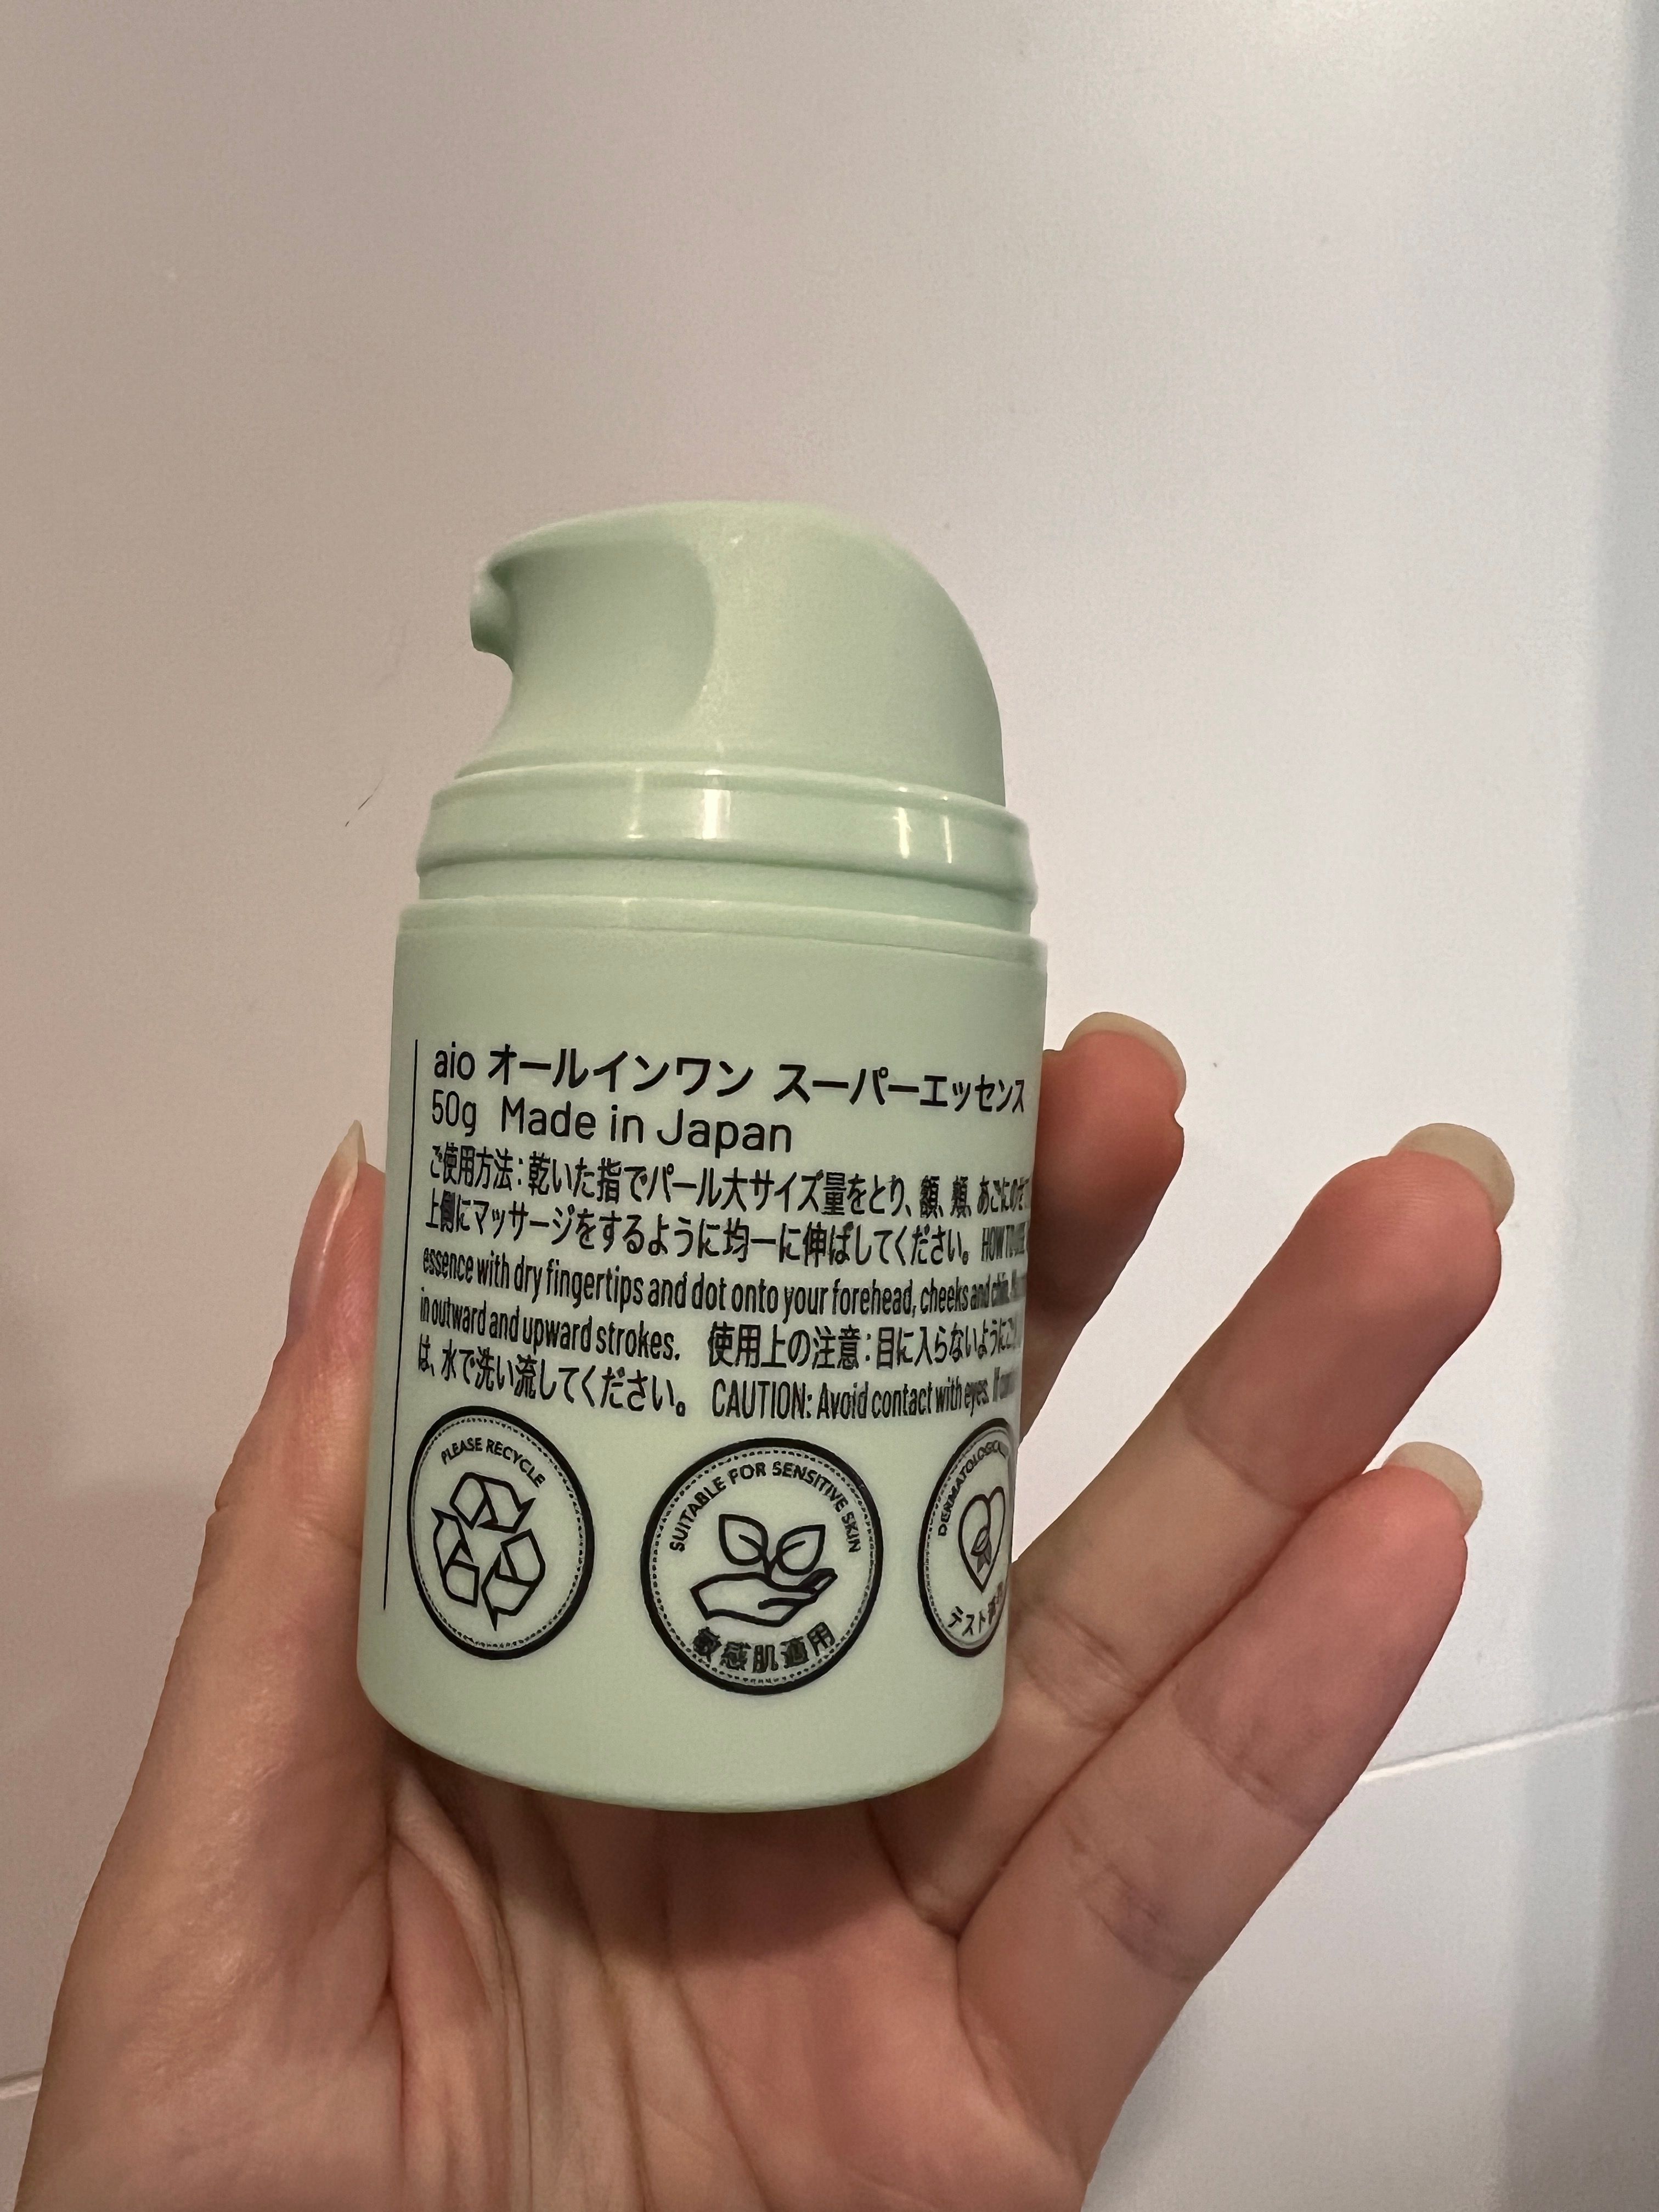 aio オールインワン スーパーエッセンス
50g Made in Japan
ご使用方法：乾いた指でパール大サイズ量をとり、額、頬、あごにのせ
上側にマッサージをするように均一に伸ばしてください。 HOW TO USE
essence with dry fingertips and dot onto your forehead, cheeks and chin.
in outward and upward strokes. 使用上の注意：目に入らないようにご
は、水で洗い流してください。 CAUTION: Avoid contact with eyes. If
PLEASE RECYCLE
SUITABLE FOR SENSITIVE SKIN
敏感肌適用
テスト